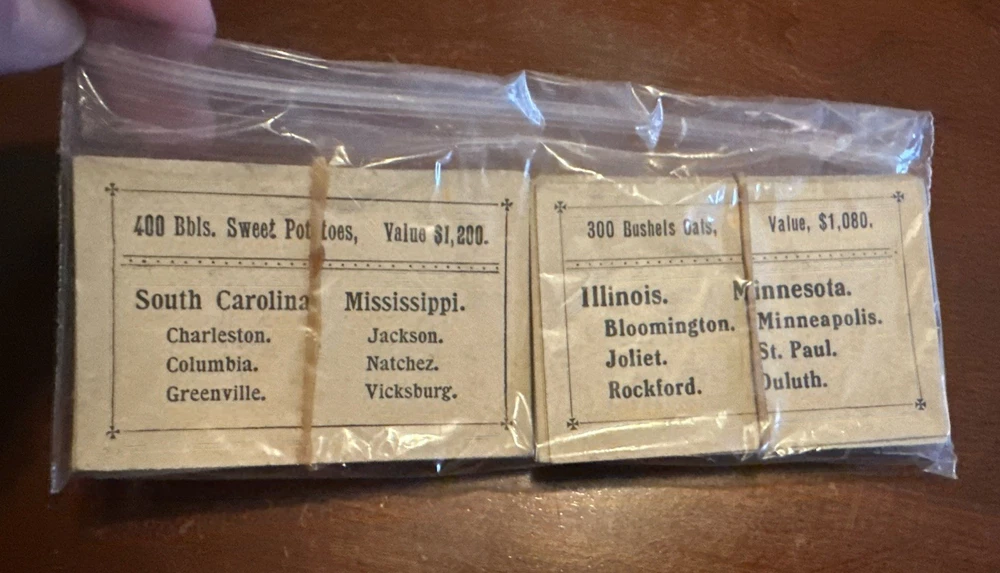 400 Bbls. Sweet Potatoes, Value $1,200.
South Carolina Mississippi.
Charleston. Jackson.
Columbia. Natchez.
Greenville. Vicksburg.
300 Bushels Oats, Value, $1,080.
Illinois. Minnesota.
Bloomington. Minneapolis.
Joliet. St. Paul.
Rockford. Duluth.